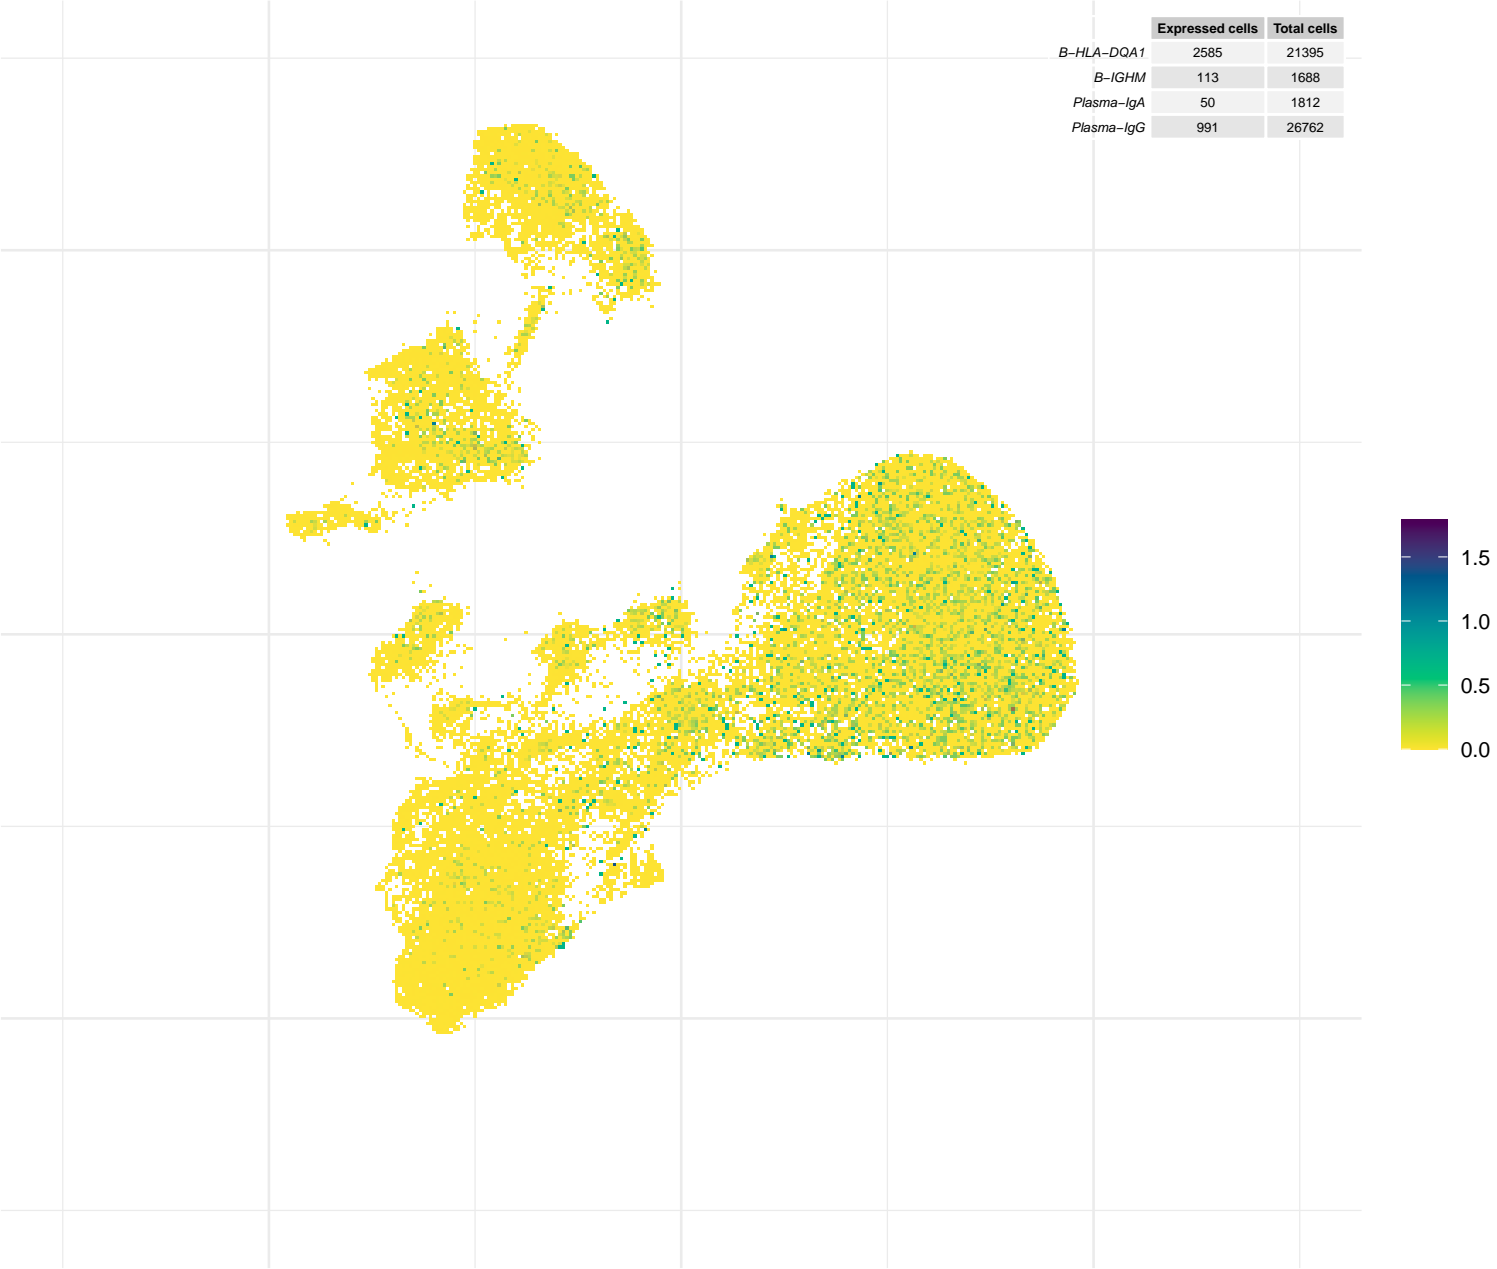 Expressed cells Total cells
B−HLA−DQA1 2585 21395
B−IGHM 113 1688
Plasma−IgA 50 1812
Plasma−IgG 991 26762
1.5
1.0
0.5
0.0